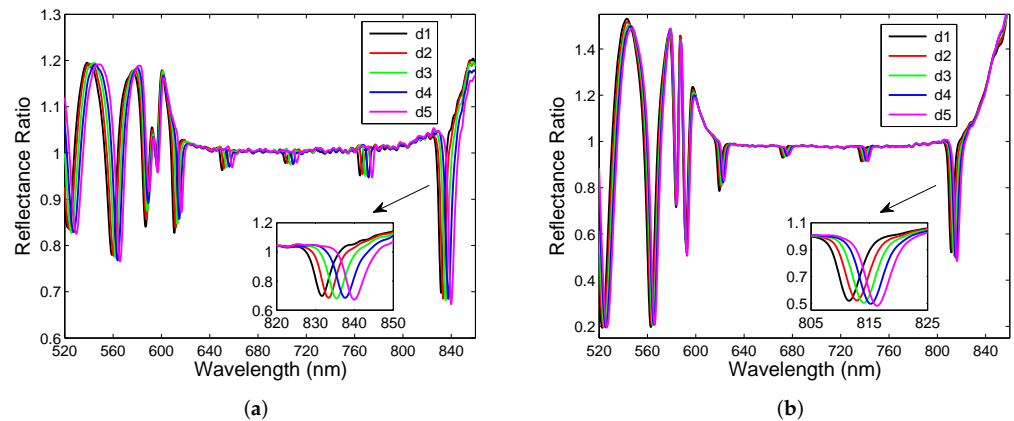 1.3
1.2
1.1
1
0.9
0.8
0.7
0.6
Reflectance Ratio
d1
d2
d3
d4
d5
1.2
1
0.8
0.6
820 830 840 850
520 560 600 640 680 720 760 800 840
Wavelength (nm)
(a)
1.4
1.2
1
0.8
0.6
0.4
0.2
Reflectance Ratio
d1
d2
d3
d4
d5
1.1
0.9
0.7
0.5
805 815 825
520 560 600 640 680 720 760 800 840
Wavelength (nm)
(b)